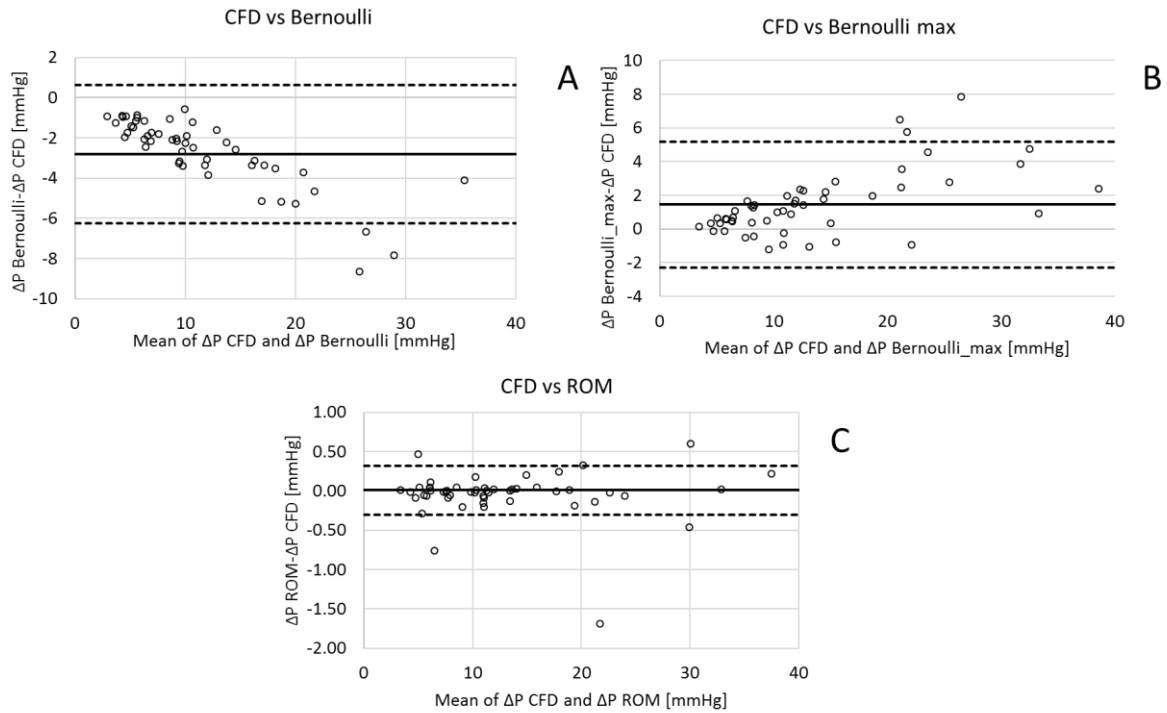 CFD vs Bernoulli
A
ΔP Bernoulli-ΔP CFD [mmHg]
2
0
-2
-4
-6
-8
-10
0 10 20 30 40
Mean of ΔP CFD and ΔP Bernoulli [mmHg]
CFD vs Bernoulli max
B
ΔP Bernoulli_max-ΔP CFD [mmHg]
10
8
6
4
2
0
-2
-4
0 10 20 30 40
Mean of ΔP CFD and ΔP Bernoulli_max [mmHg]
CFD vs ROM
C
ΔP ROM-ΔP CFD [mmHg]
1.00
0.50
0.00
-0.50
-1.00
-1.50
-2.00
0 10 20 30 40
Mean of ΔP CFD and ΔP ROM [mmHg]